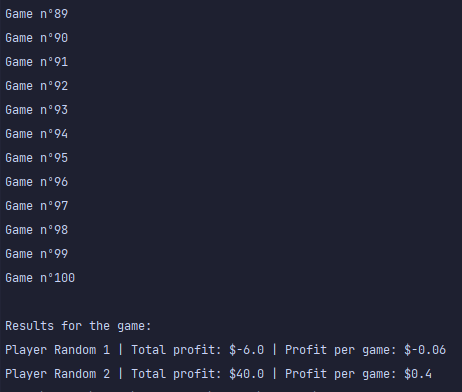 Game n°89
Game n°90
Game n°91
Game n°92
Game n°93
Game n°94
Game n°95
Game n°96
Game n°97
Game n°98
Game n°99
Game n°100
Results for the game:
Player Random 1 | Total profit: $-6.0 | Profit per game: $-0.06
Player Random 2 | Total profit: $40.0 | Profit per game: $0.4